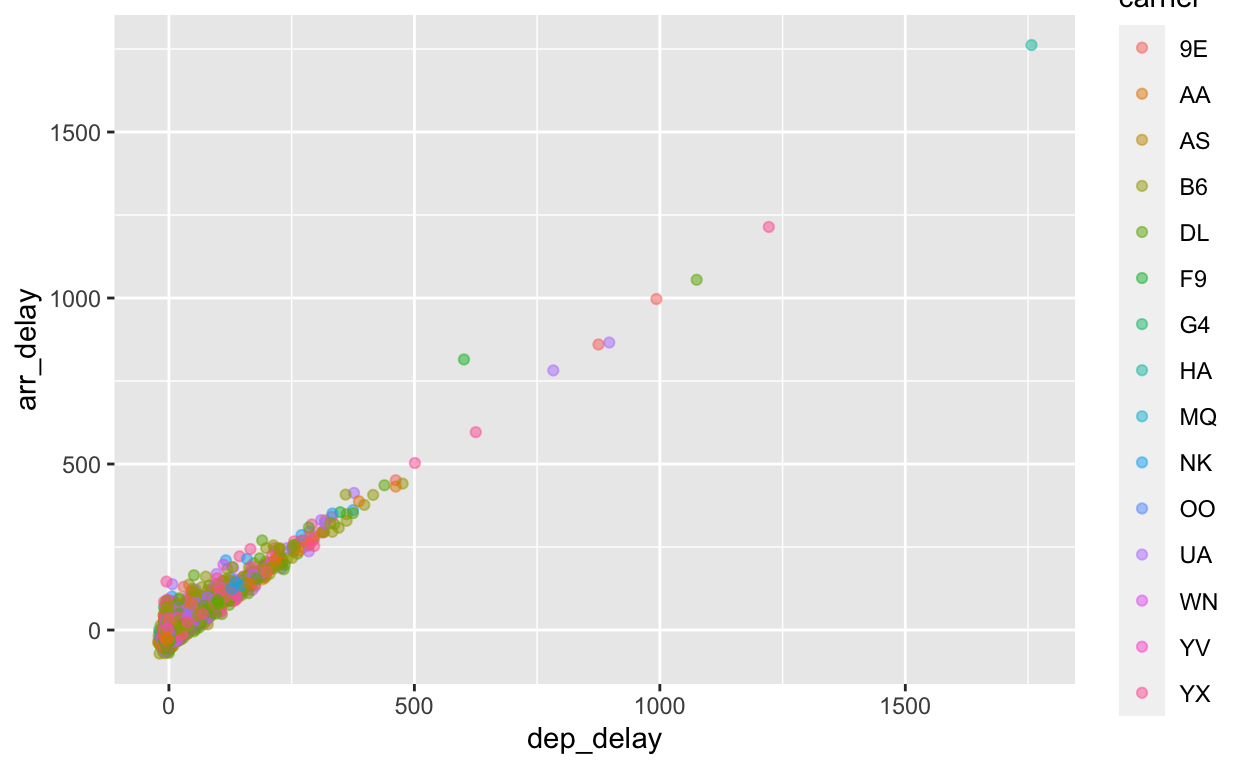 carrier
9E
AA
AS
B6
DL
F9
G4
HA
MQ
NK
OO
UA
WN
YV
YX
arr_delay
1500
1000
500
0
0 500 1000 1500
dep_delay